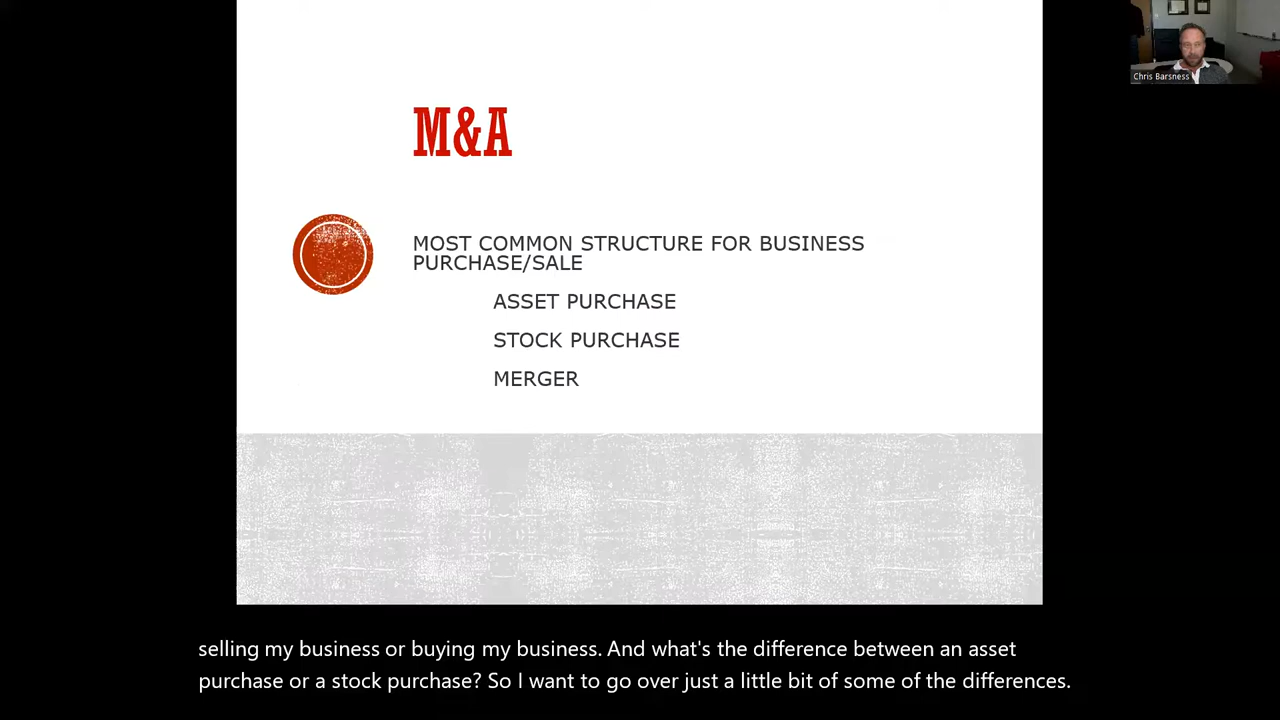 Chris Barsness
M&A
MOST COMMON STRUCTURE FOR BUSINESS
PURCHASE/SALE
ASSET PURCHASE
STOCK PURCHASE
MERGER
selling my business or buying my business. And what's the difference between an asset
purchase or a stock purchase? So I want to go over just a little bit of some of the differences.